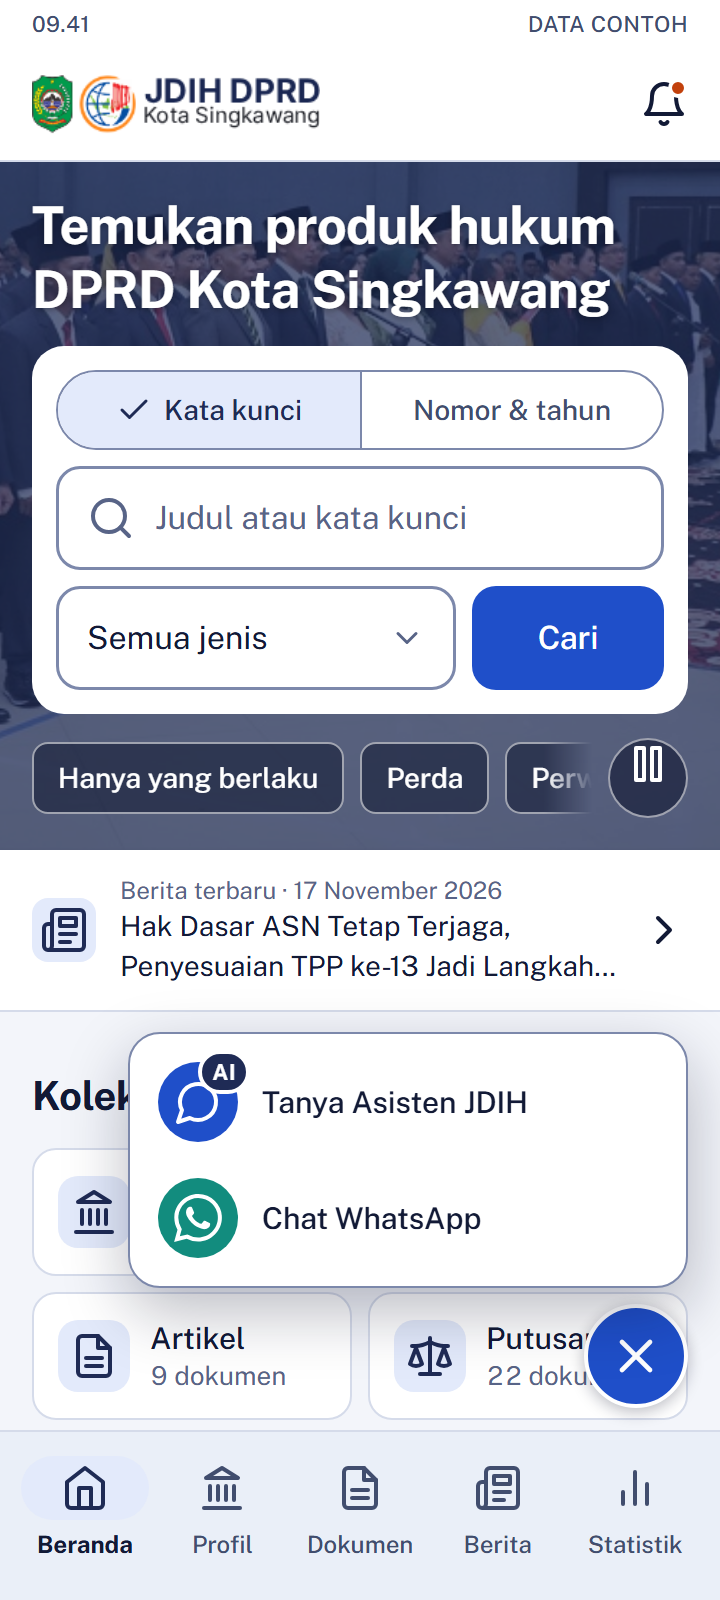 09.41
DATA CONTOH
JDIH DPRD
Kota Singkawang
Temukan produk hukum
DPRD Kota Singkawang
Kata kunci
Nomor & tahun
Judul atau kata kunci
Semua jenis
Cari
Hanya yang berlaku
Perda
Berita terbaru · 17 November 2026
Hak Dasar ASN Tetap Terjaga,
Penyesuaian TPP ke-13 Jadi Langkah...
AI
Tanya Asisten JDIH
Chat WhatsApp
Artikel
9 dokumen
22
Beranda
Profil
Dokumen
Berita
Statistik